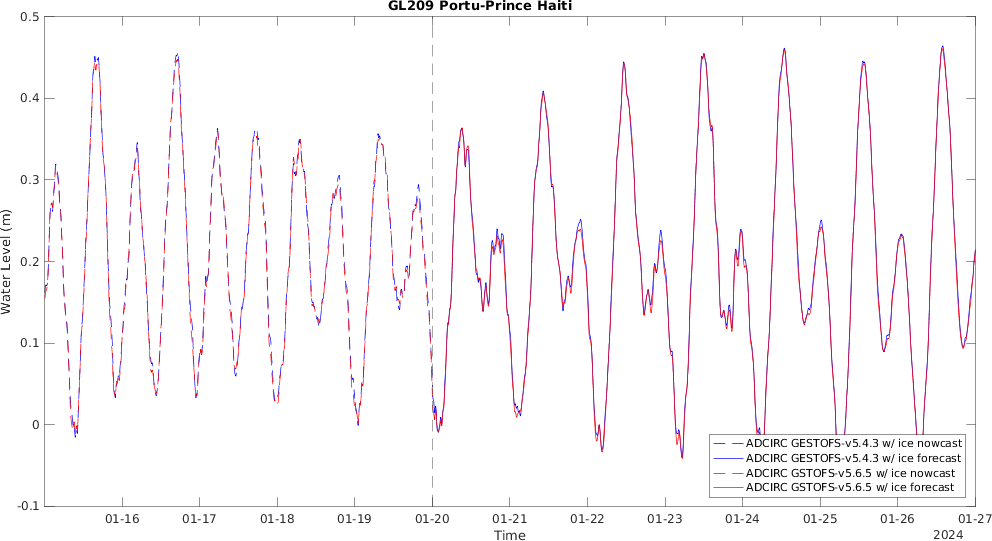 GL209 Portu-Prince Haiti
0.5
0.4
0.3
0.2
0.1
0
-0.1
Water Level (m)
ADCIRC GESTOFS-v5.4.3 w/ ice nowcast
ADCIRC GESTOFS-v5.4.3 w/ ice forecast
ADCIRC GSTOFS-v5.6.5 w/ ice nowcast
ADCIRC GSTOFS-v5.6.5 w/ ice forecast
01-16 01-17 01-18 01-19 01-20 01-21 01-22 01-23 01-24 01-25 01-26 01-27
Time
2024